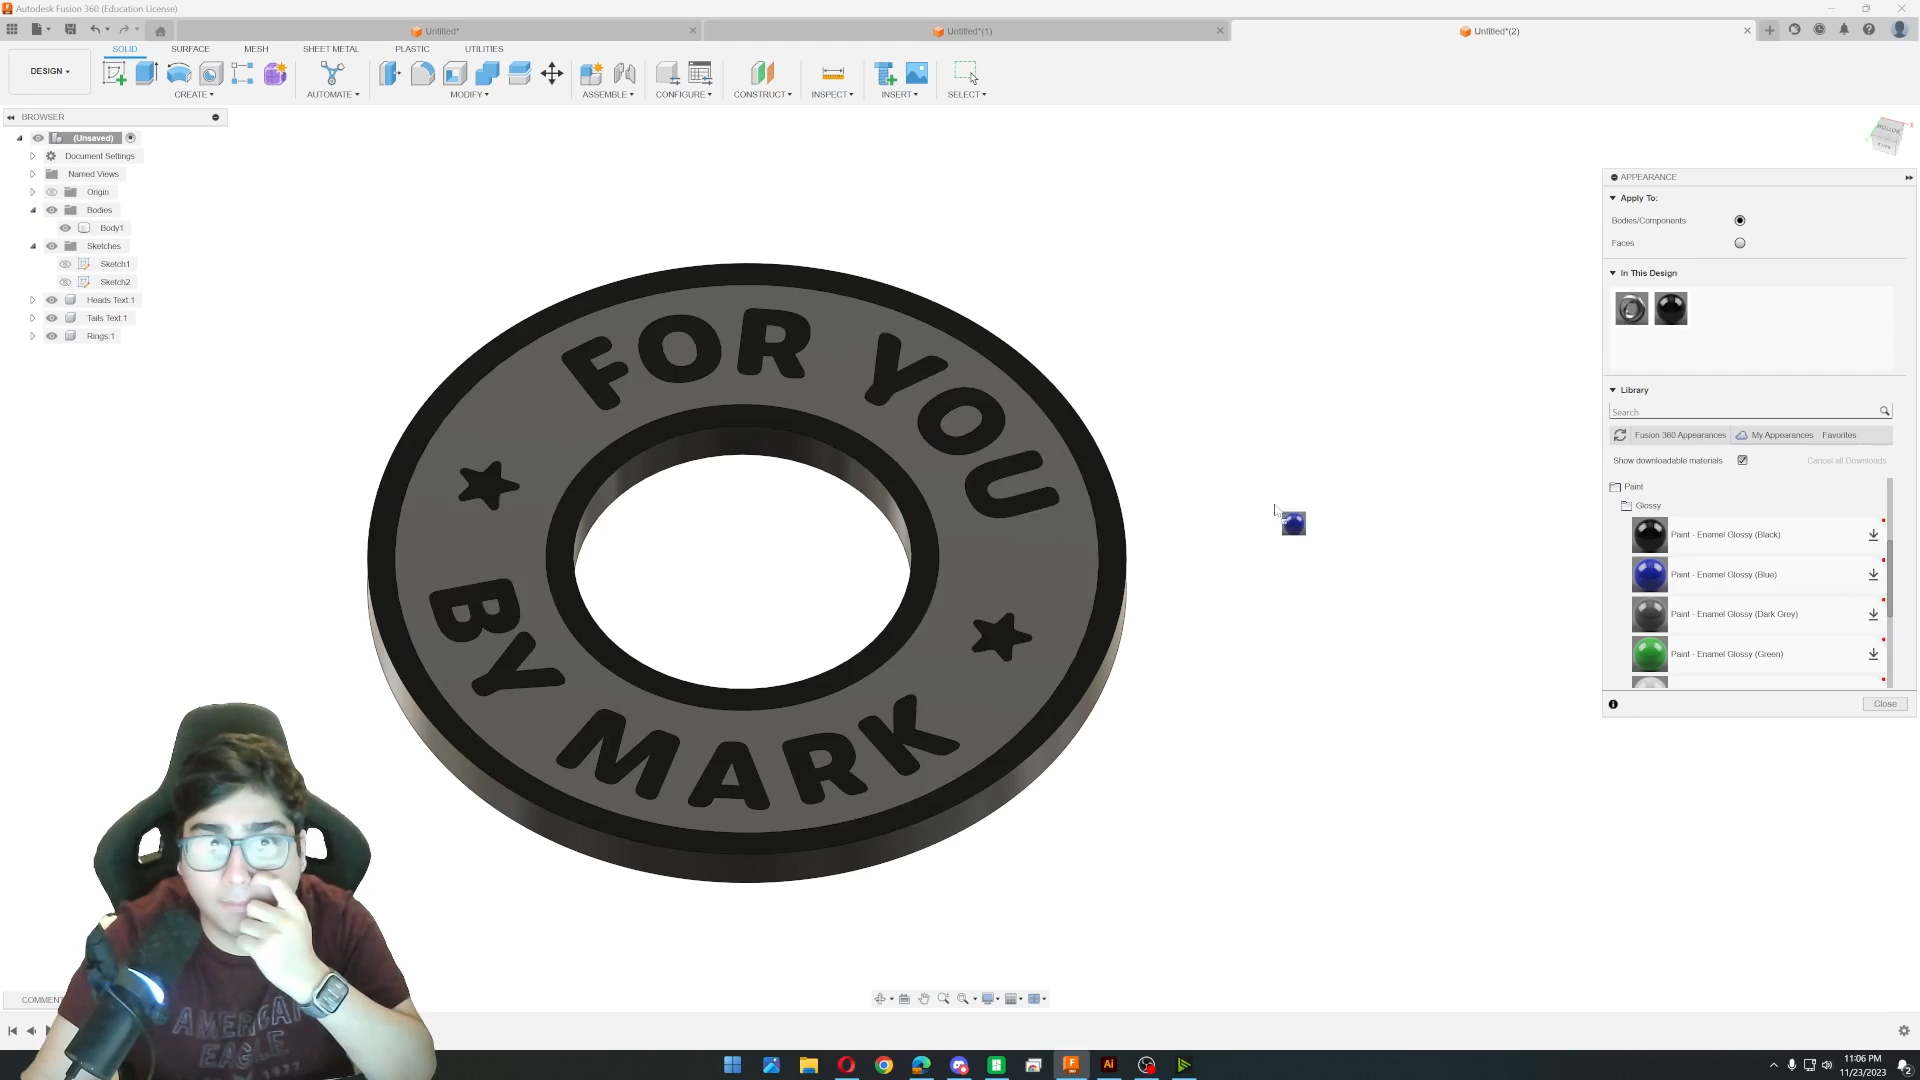 Autodesk Fusion 360 (Education License)
Untitled*
Untitled*(1)
Untitled*(2)
SOLID
SURFACE
MESH
SHEET METAL
PLASTIC
UTILITIES
DESIGN
CREATE
AUTOMATE
MODIFY
ASSEMBLE
CONFIGURE
CONSTRUCT
INSPECT
INSERT
SELECT
BROWSER
(Unsaved)
Document Settings
Named Views
Origin
Bodies
Body1
Sketches
Sketch1
Sketch2
Heads Text:1
Tails Text:1
Rings:1
FOR YOU
BY MARK
BOTTOM
BACK
X
APPEARANCE
Apply To:
Bodies/Components
Faces
In This Design
Library
Search
Fusion 360 Appearances
My Appearances
Favorites
Show downloadable materials
Cancel all Downloads
Paint
Glossy
Paint - Enamel Glossy (Black)
Paint - Enamel Glossy (Blue)
Paint - Enamel Glossy (Dark Grey)
Paint - Enamel Glossy (Green)
Close
AMERICAN
EAGLE
Ai
11:06 PM
11/23/2023
2